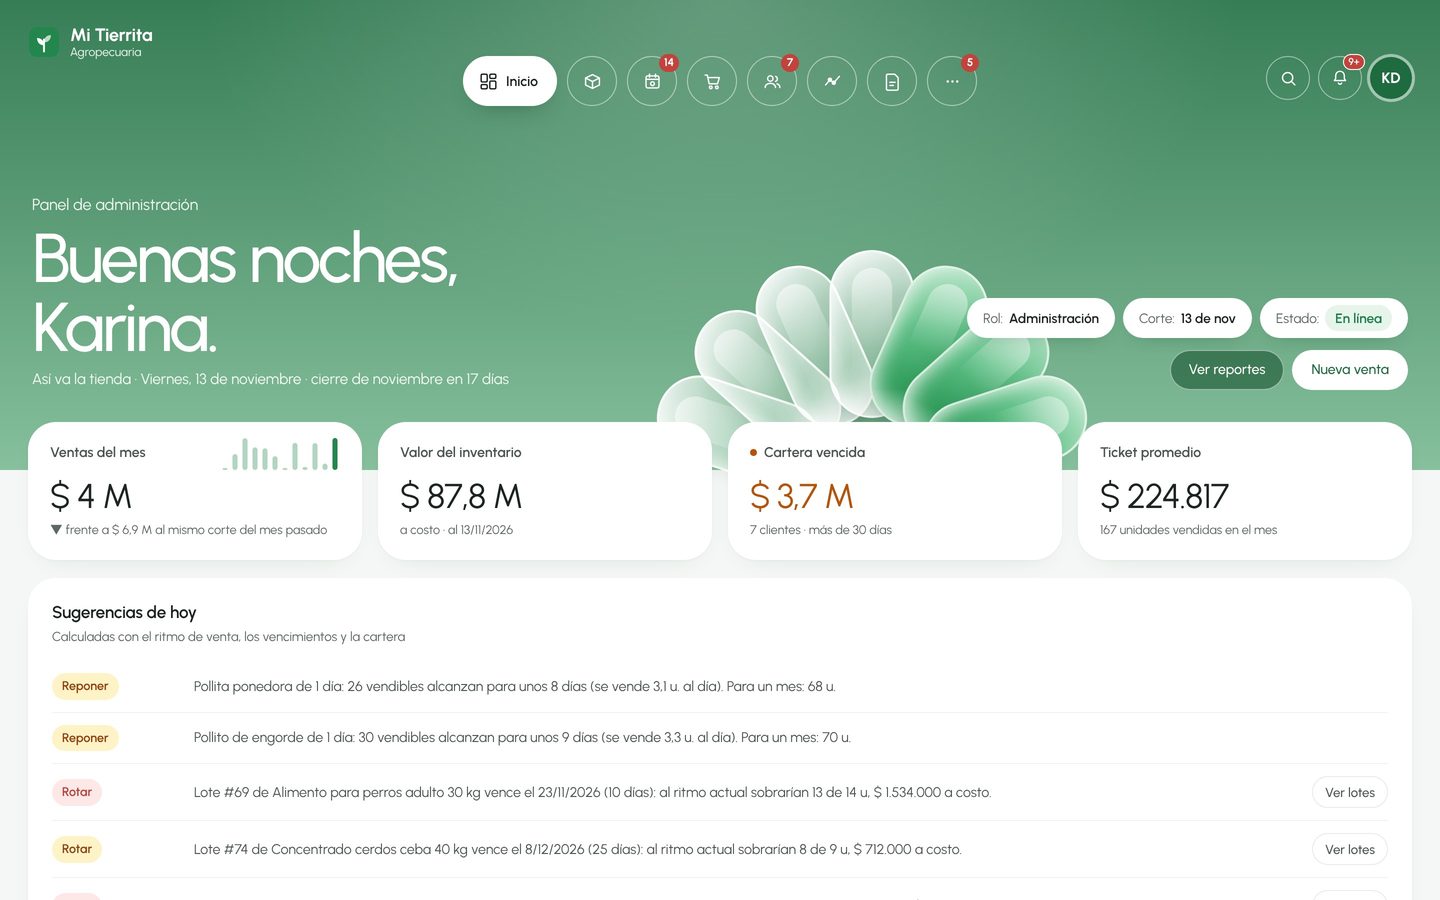 Mi Tierrita
Agropecuaria
Inicio
14
7
5
9+
KD
Panel de administración
Buenas noches,
Karina.
Así va la tienda · Viernes, 13 de noviembre · cierre de noviembre en 17 días
Rol: Administración
Corte: 13 de nov
Estado: En línea
Ver reportes
Nueva venta
Ventas del mes
$ 4 M
▼ frente a $ 6,9 M al mismo corte del mes pasado
Valor del inventario
$ 87,8 M
a costo · al 13/11/2026
Cartera vencida
$ 3,7 M
7 clientes · más de 30 días
Ticket promedio
$ 224.817
167 unidades vendidas en el mes
Sugerencias de hoy
Calculadas con el ritmo de venta, los vencimientos y la cartera
Reponer Pollita ponedora de 1 día: 26 vendibles alcanzan para unos 8 días (se vende 3,1 u. al día). Para un mes: 68 u.
Reponer Pollito de engorde de 1 día: 30 vendibles alcanzan para unos 9 días (se vende 3,3 u. al día). Para un mes: 70 u.
Rotar Lote #69 de Alimento para perros adulto 30 kg vence el 23/11/2026 (10 días): al ritmo actual sobrarían 13 de 14 u, $ 1.534.000 a costo. Ver lotes
Rotar Lote #74 de Concentrado cerdos ceba 40 kg vence el 8/12/2026 (25 días): al ritmo actual sobrarían 8 de 9 u, $ 712.000 a costo. Ver lotes